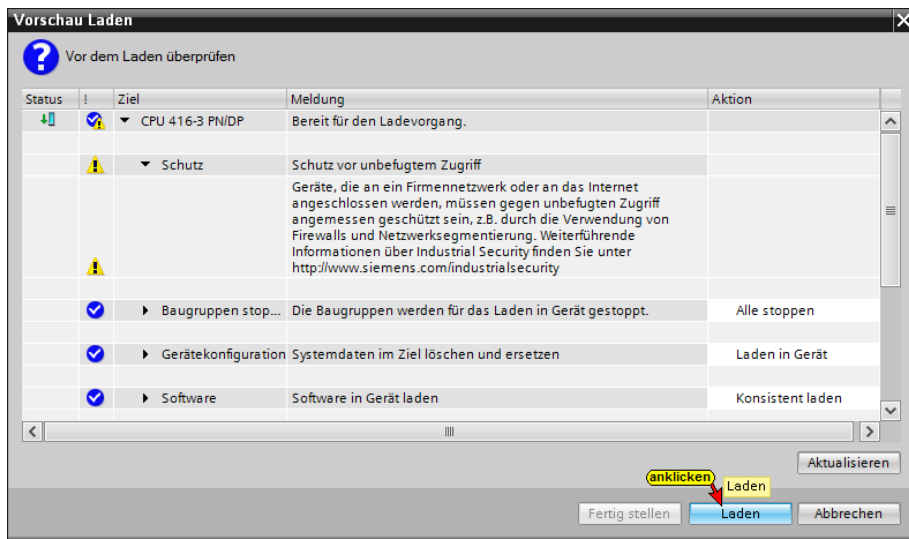 Vorschau Laden
Vor dem Laden überprüfen
Status ! Ziel Meldung Aktion
CPU 416-3 PN/DP Bereit für den Ladevorgang.
Schutz Schutz vor unbefugtem Zugriff
Geräte, die an ein Firmennetzwerk oder an das Internet
angeschlossen werden, müssen gegen unbefugten Zugriff
angemessen geschützt sein, z.B. durch die Verwendung von
Firewalls und Netzwerksegmentierung. Weiterführende
Informationen über Industrial Security finden Sie unter
http://www.siemens.com/industrialsecurity
Baugruppen stop... Die Baugruppen werden für das Laden in Gerät gestoppt. Alle stoppen
Gerätekonfiguration Systemdaten im Ziel löschen und ersetzen Laden in Gerät
Software Software in Gerät laden Konsistent laden
Aktualisieren
anklicken Laden
Fertig stellen Laden Abbrechen